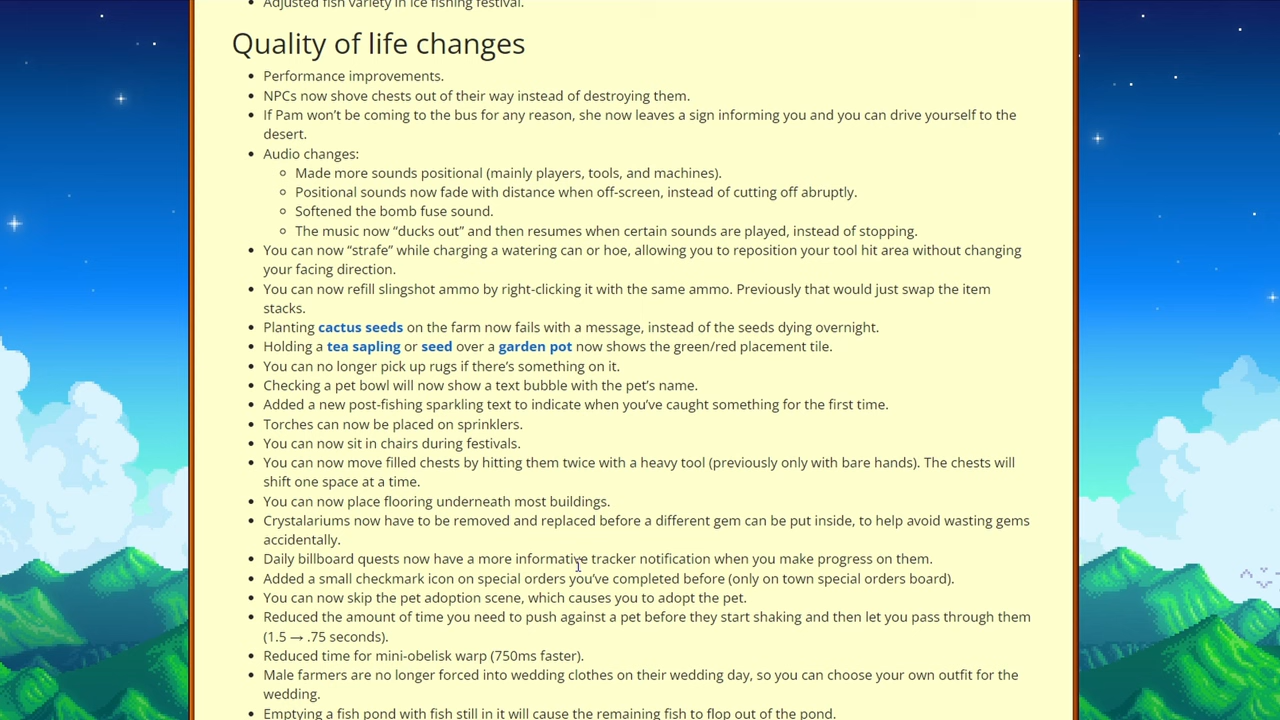 Adjusted fish variety in ice fishing festival.
Quality of life changes
Performance improvements.
NPCs now shove chests out of their way instead of destroying them.
If Pam won’t be coming to the bus for any reason, she now leaves a sign informing you and you can drive yourself to the
desert.
Audio changes:
Made more sounds positional (mainly players, tools, and machines).
Positional sounds now fade with distance when off-screen, instead of cutting off abruptly.
Softened the bomb fuse sound.
The music now “ducks out” and then resumes when certain sounds are played, instead of stopping.
You can now “strafe” while charging a watering can or hoe, allowing you to reposition your tool hit area without changing
your facing direction.
You can now refill slingshot ammo by right-clicking it with the same ammo. Previously that would just swap the item
stacks.
Planting cactus seeds on the farm now fails with a message, instead of the seeds dying overnight.
Holding a tea sapling or seed over a garden pot now shows the green/red placement tile.
You can no longer pick up rugs if there’s something on it.
Checking a pet bowl will now show a text bubble with the pet’s name.
Added a new post-fishing sparkling text to indicate when you’ve caught something for the first time.
Torches can now be placed on sprinklers.
You can now sit in chairs during festivals.
You can now move filled chests by hitting them twice with a heavy tool (previously only with bare hands). The chests will
shift one space at a time.
You can now place flooring underneath most buildings.
Crystalariums now have to be removed and replaced before a different gem can be put inside, to help avoid wasting gems
accidentally.
Daily billboard quests now have a more informative tracker notification when you make progress on them.
Added a small checkmark icon on special orders you’ve completed before (only on town special orders board).
You can now skip the pet adoption scene, which causes you to adopt the pet.
Reduced the amount of time you need to push against a pet before they start shaking and then let you pass through them
(1.5 → .75 seconds).
Reduced time for mini-obelisk warp (750ms faster).
Male farmers are no longer forced into wedding clothes on their wedding day, so you can choose your own outfit for the
wedding.
Emptying a fish pond with fish still in it will cause the remaining fish to flop out of the pond.